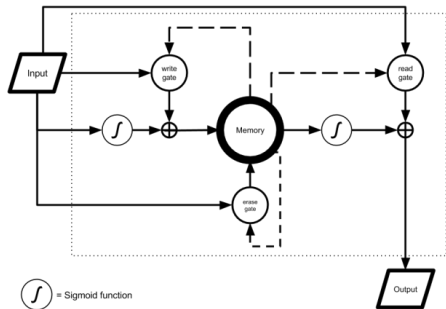 Input
write
gate
read
gate
Memory
erase
gate
Output
= Sigmoid function